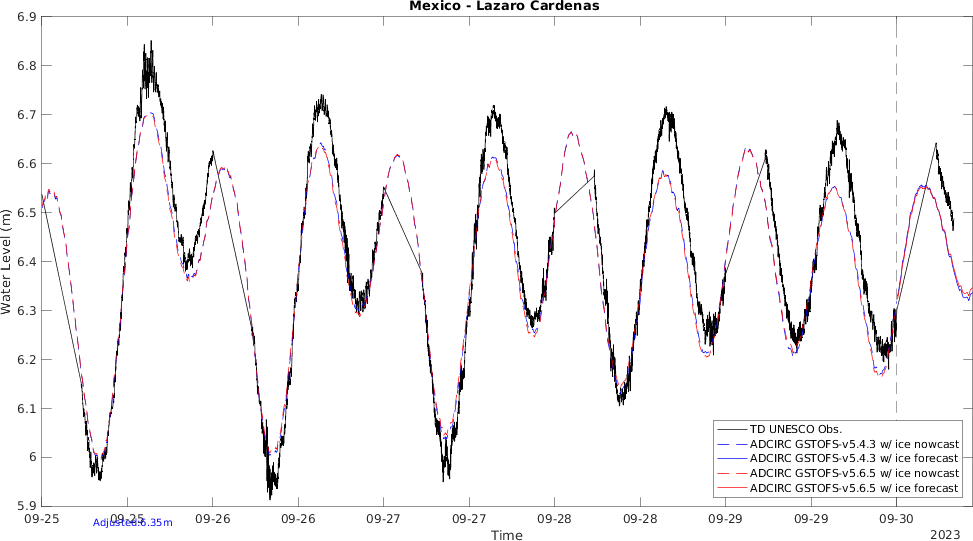 Mexico - Lazaro Cardenas
6.9
6.8
6.7
6.6
6.5
6.4
6.3
6.2
6.1
6
5.9
Water Level (m)
TD UNESCO Obs.
ADCIRC GSTOFS-v5.4.3 w/ ice nowcast
ADCIRC GSTOFS-v5.4.3 w/ ice forecast
ADCIRC GSTOFS-v5.6.5 w/ ice nowcast
ADCIRC GSTOFS-v5.6.5 w/ ice forecast
09-25 09-25 09-26 09-26 09-27 09-27 09-28 09-28 09-29 09-29 09-30
Adjusted:6.35m
Time
2023